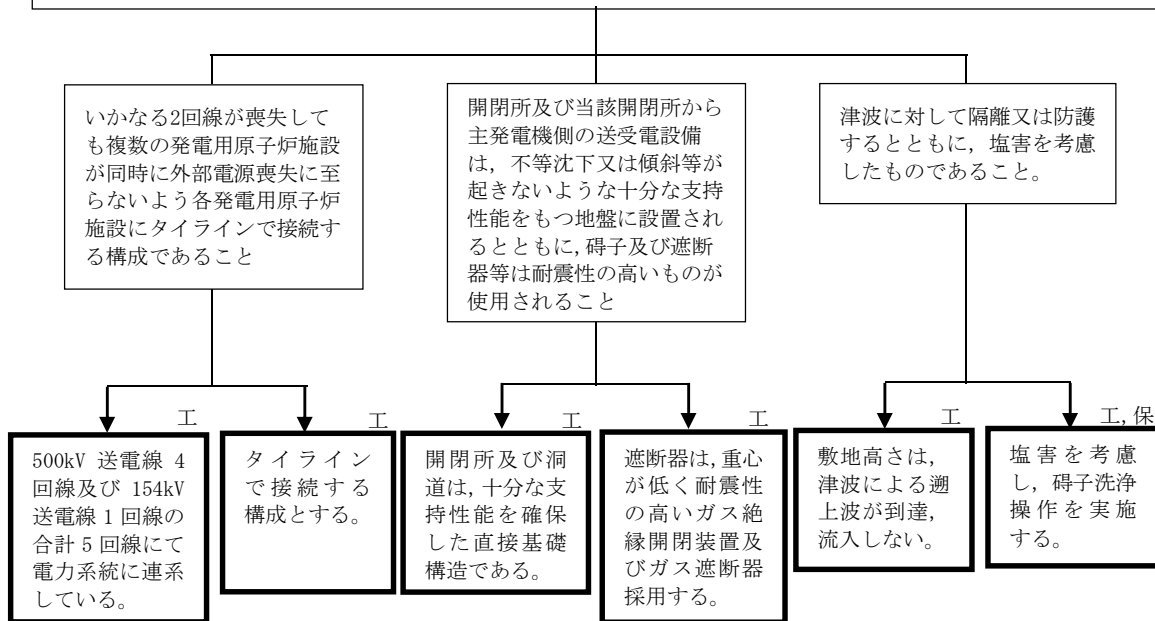 いかなる2回線が喪失して
も複数の発電用原子炉施設
が同時に外部電源喪失に至
らないよう各発電用原子炉
施設にタイラインで接続す
る構成であること
開閉所及び当該開閉所から
主発電機側の送受電設備
は，不等沈下又は傾斜等が
起きないような十分な支持
性能をもつ地盤に設置され
るとともに，碍子及び遮断
器等は耐震性の高いものが
使用されること
津波に対して隔離又は防護
するとともに，塩害を考慮
したものであること。
工
500kV 送電線 4
回線及び 154kV
送電線 1 回線の
合計 5 回線にて
電力系統に連系
している。
工
タイライン
で接続する
構成とする。
工
開閉所及び洞
道は，十分な支
持性能を確保
した直接基礎
構造である。
工
遮断器は，重心
が低く耐震性
の高いガス絶
縁開閉装置及
びガス遮断器
採用する。
工
敷地高さは，
津波による遡
上波が到達，
流入しない。
工，保
塩害を考慮
し，碍子洗浄
操作を実施
する。